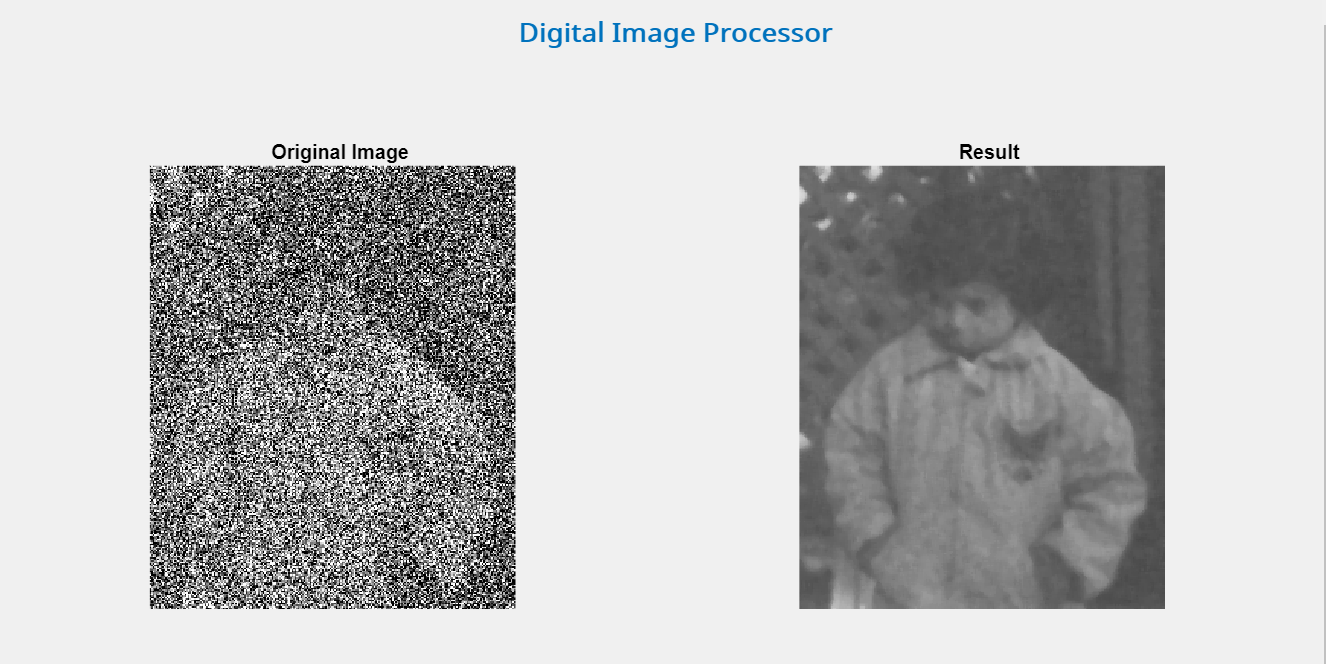 Digital Image Processor
Original Image
Result